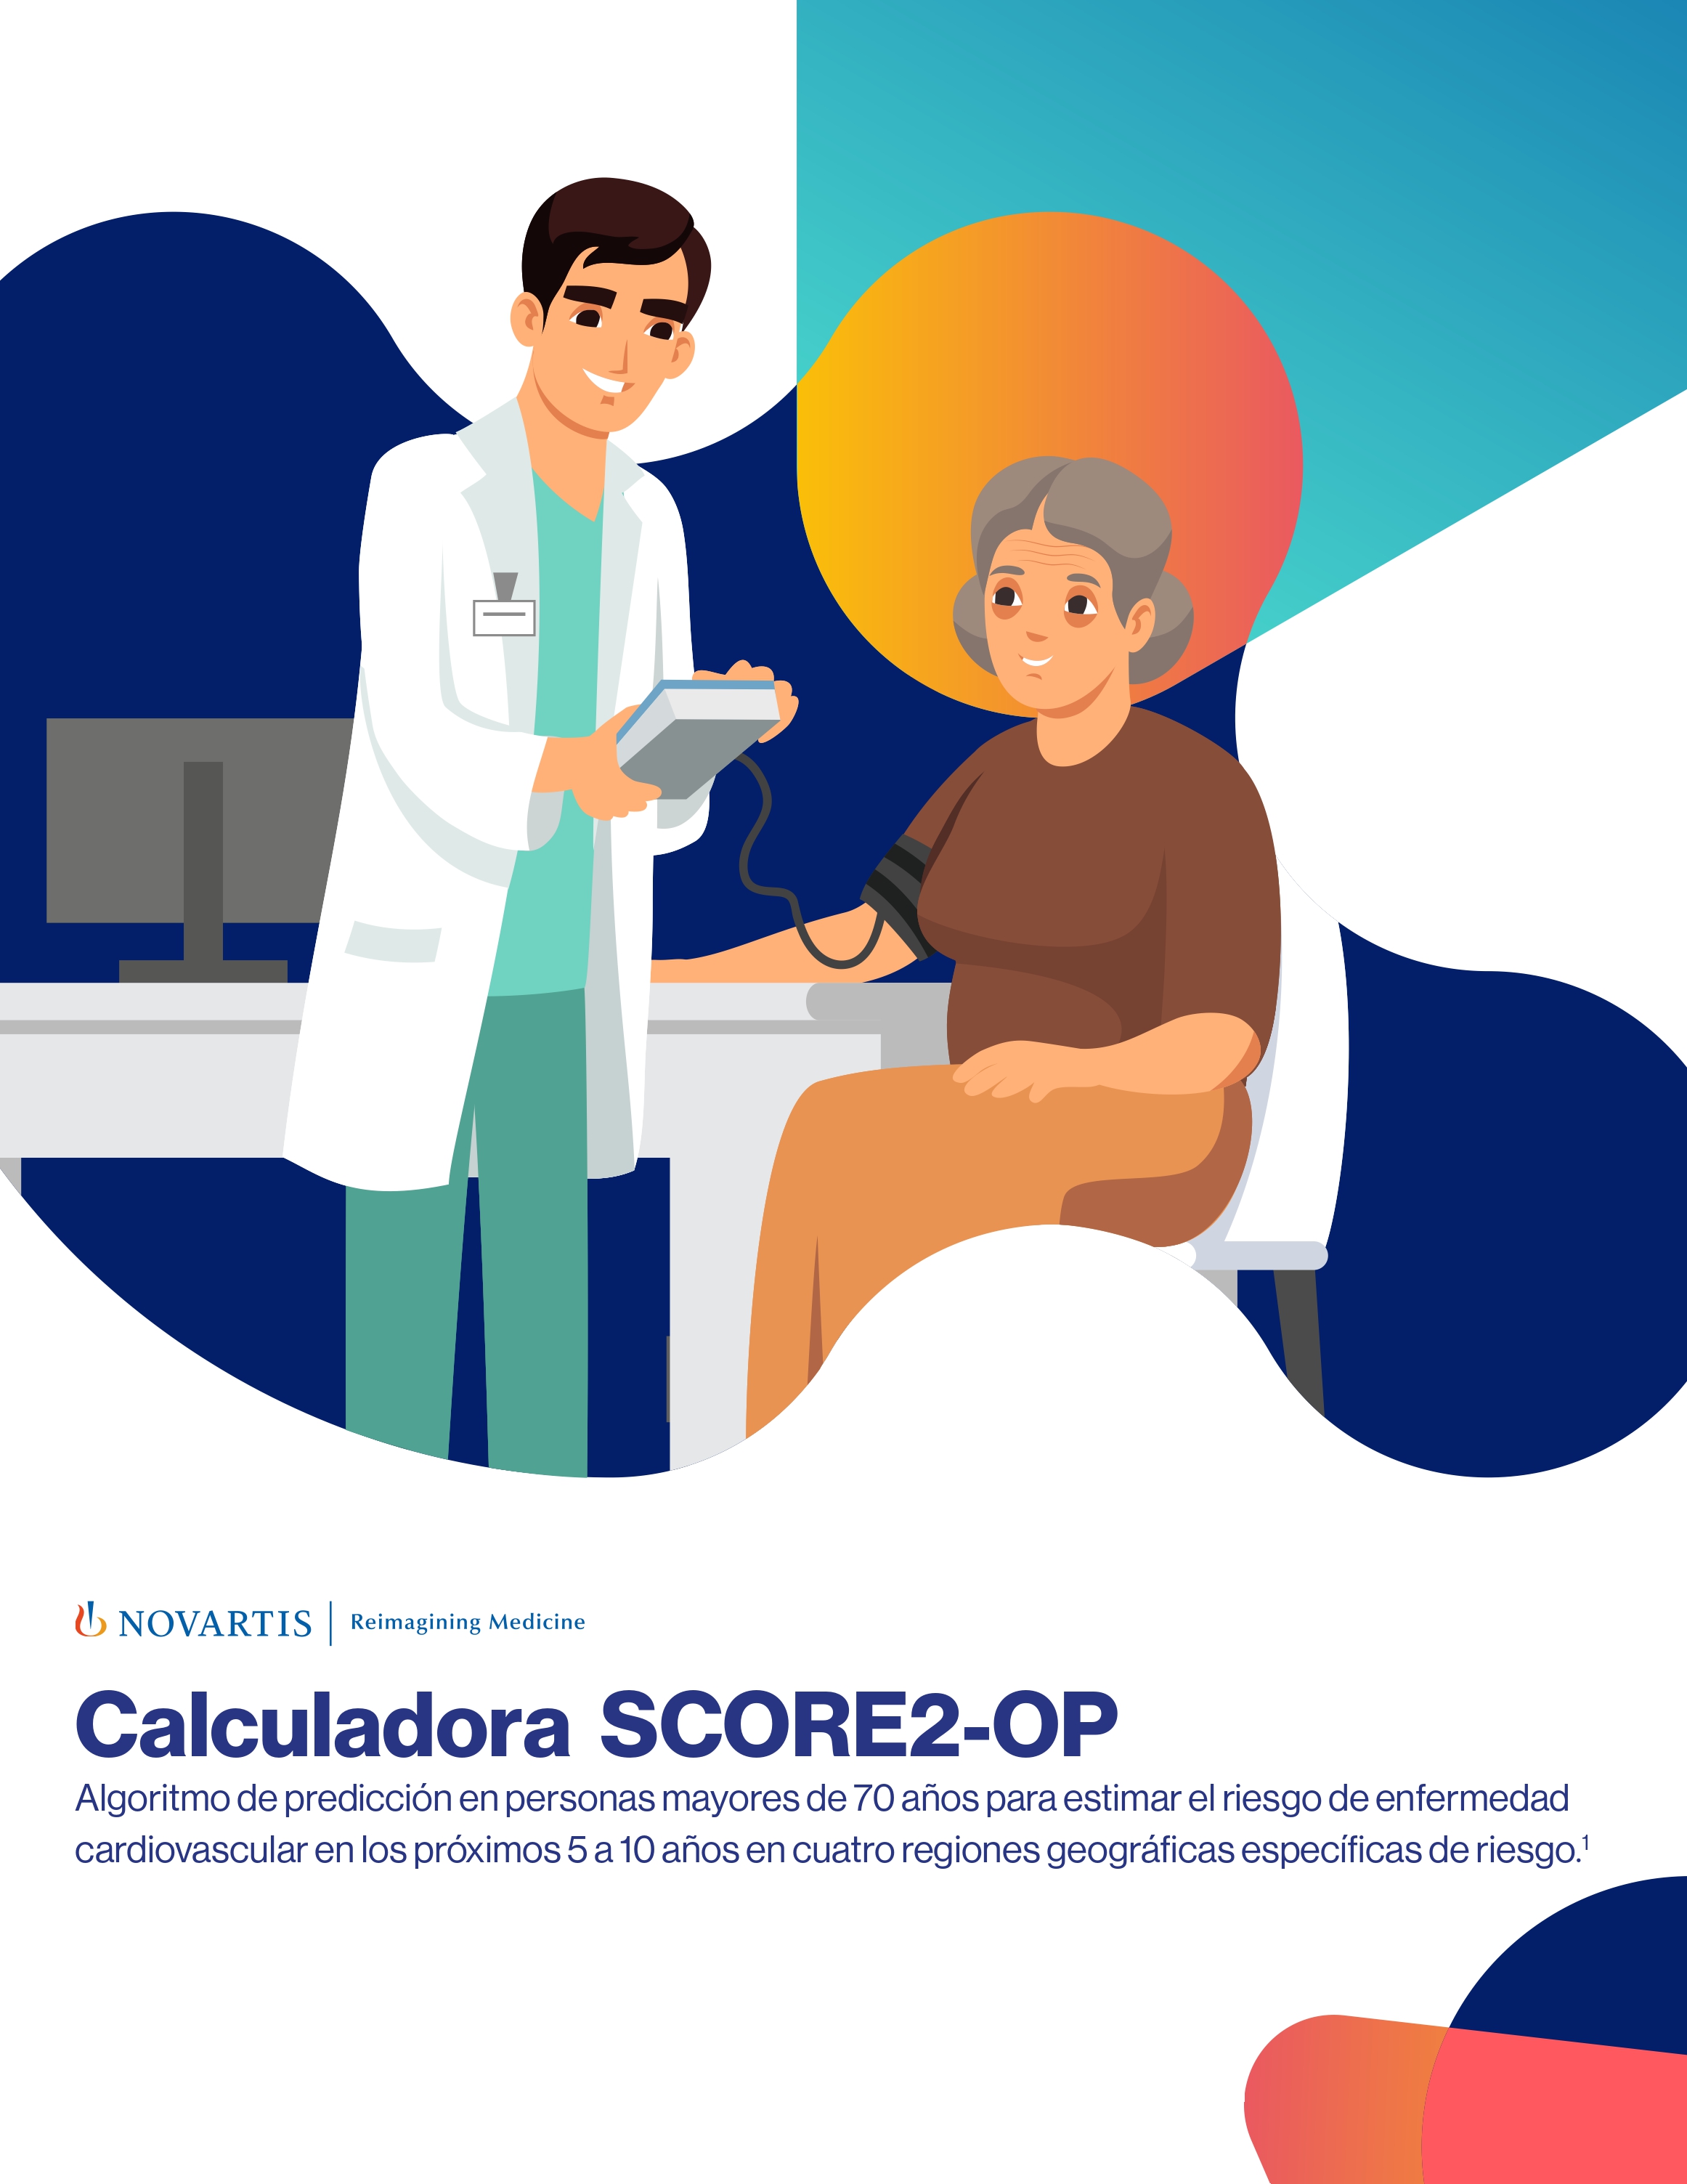 NOVARTIS | Reimagining Medicine
Calculadora SCORE2-OP
Algoritmo de predicción en personas mayores de 70 años para estimar el riesgo de enfermedad
cardiovascular en los próximos 5 a 10 años en cuatro regiones geográficas específicas de riesgo.¹